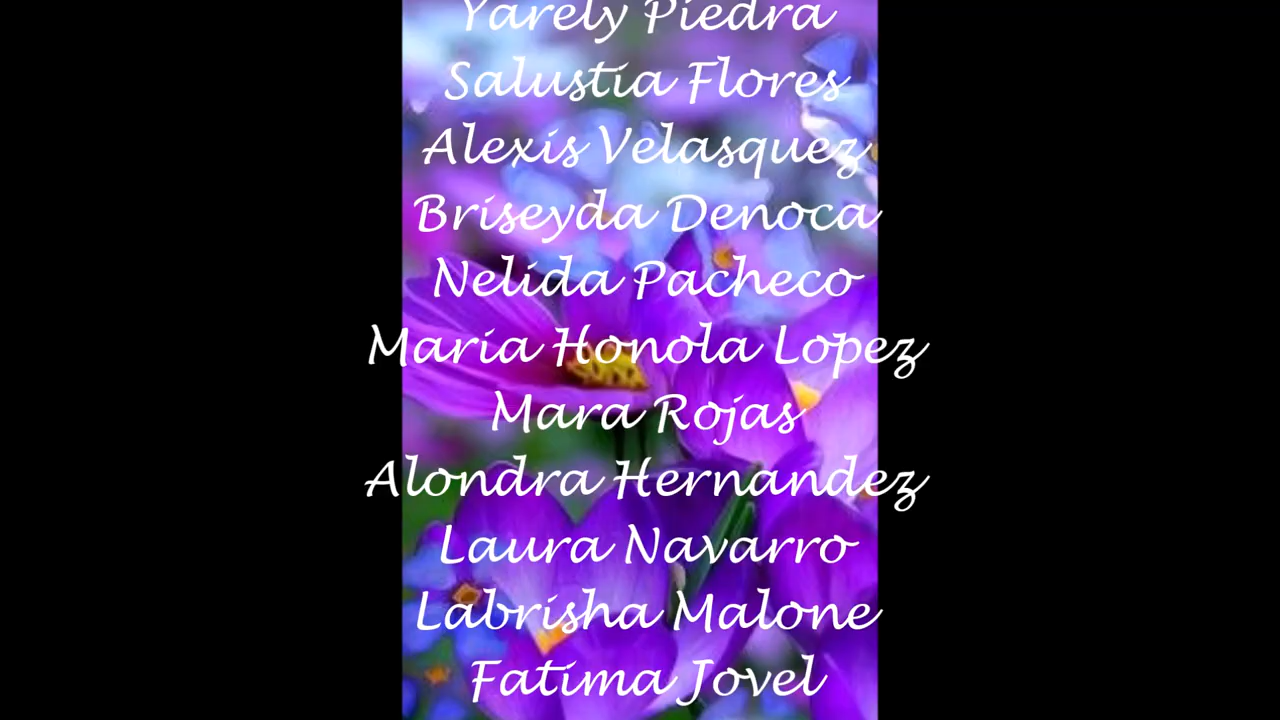 Yarely Piedra
Salustia Flores
Alexis Velasquez
Briseyda Denoca
Nelida Pacheco
Maria Honola Lopez
Mara Rojas
Alondra Hernandez
Laura Navarro
Labrisha Malone
Fatima Jovel